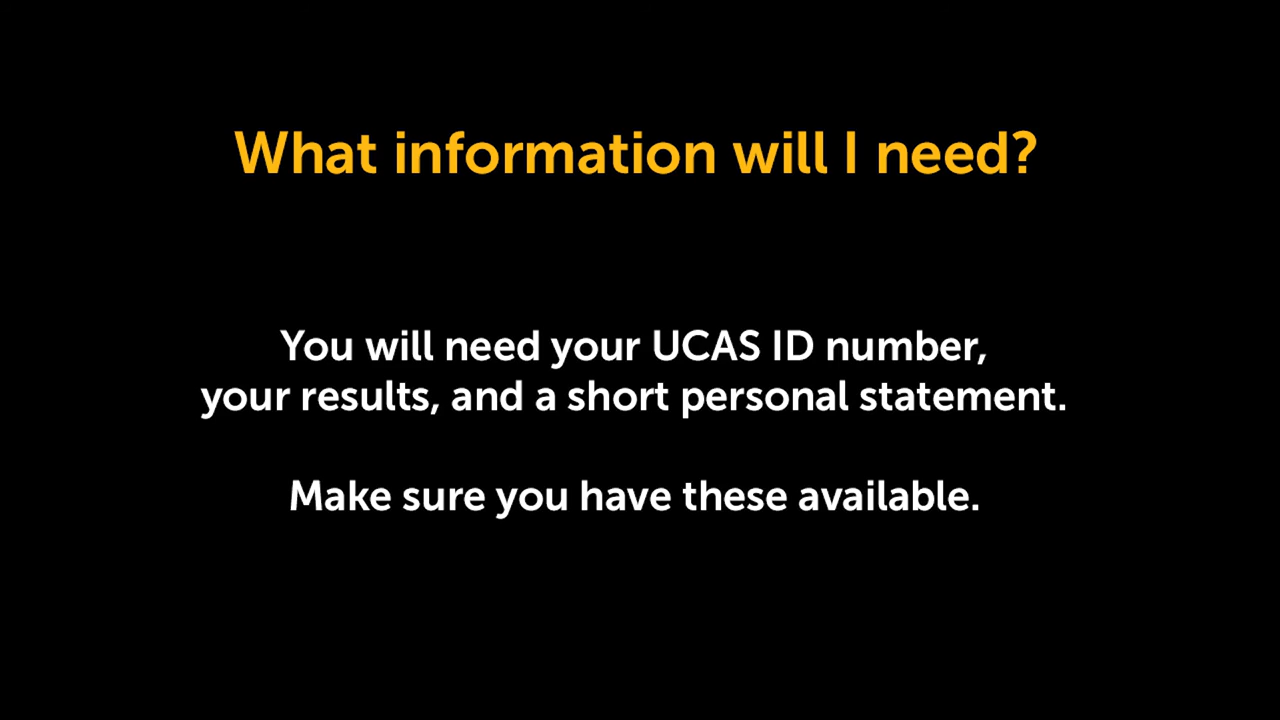 What information will I need?
You will need your UCAS ID number,
your results, and a short personal statement.
Make sure you have these available.